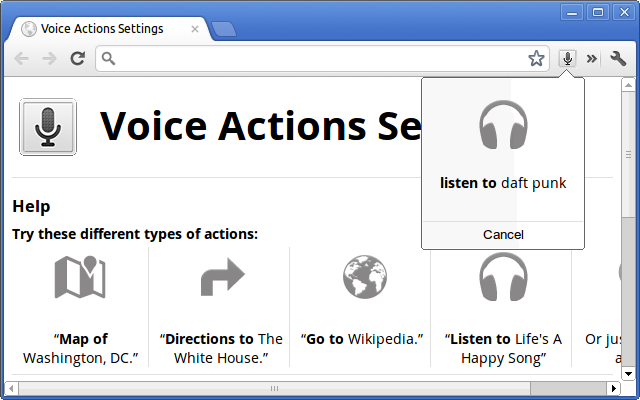 Voice Actions Settings
Voice Actions Se
listen to daft punk
Cancel
Help
Try these different types of actions:
“Map of
Washington, DC.”
“Directions to The
White House.”
“Go to Wikipedia.”
“Listen to Life's A
Happy Song”
Or jus
a